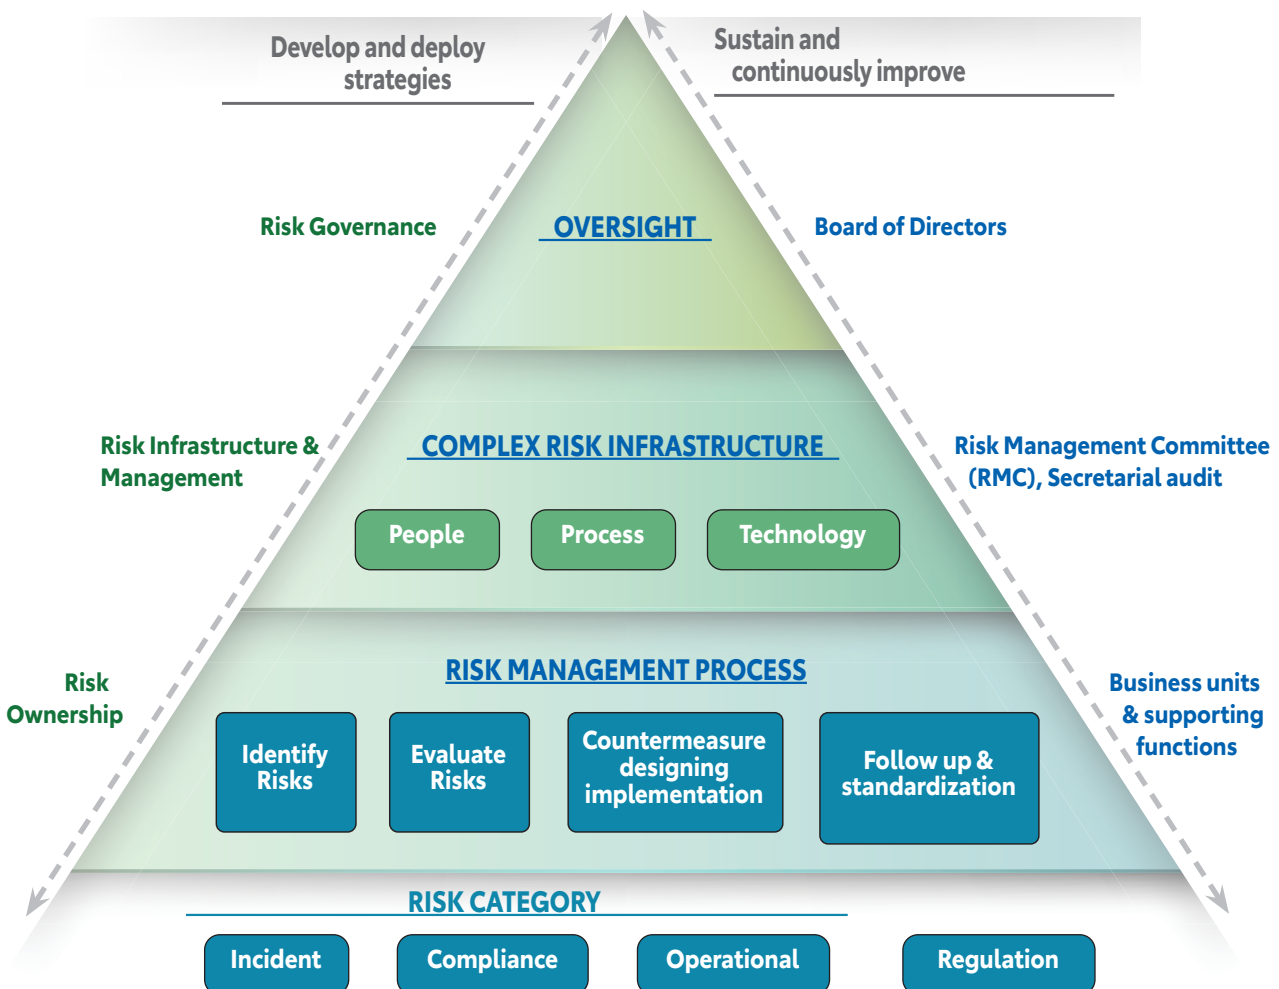 Develop and deploy
strategies
Sustain and
continuously improve
Risk Governance
OVERSIGHT
Board of Directors
Risk Infrastructure &
Management
COMPLEX RISK INFRASTRUCTURE
Risk Management Committee
(RMC), Secretarial audit
People
Process
Technology
Risk
Ownership
RISK MANAGEMENT PROCESS
Business units
& supporting
functions
Identify
Risks
Evaluate
Risks
Countermeasure
designing
implementation
Follow up &
standardization
RISK CATEGORY
Incident
Compliance
Operational
Regulation